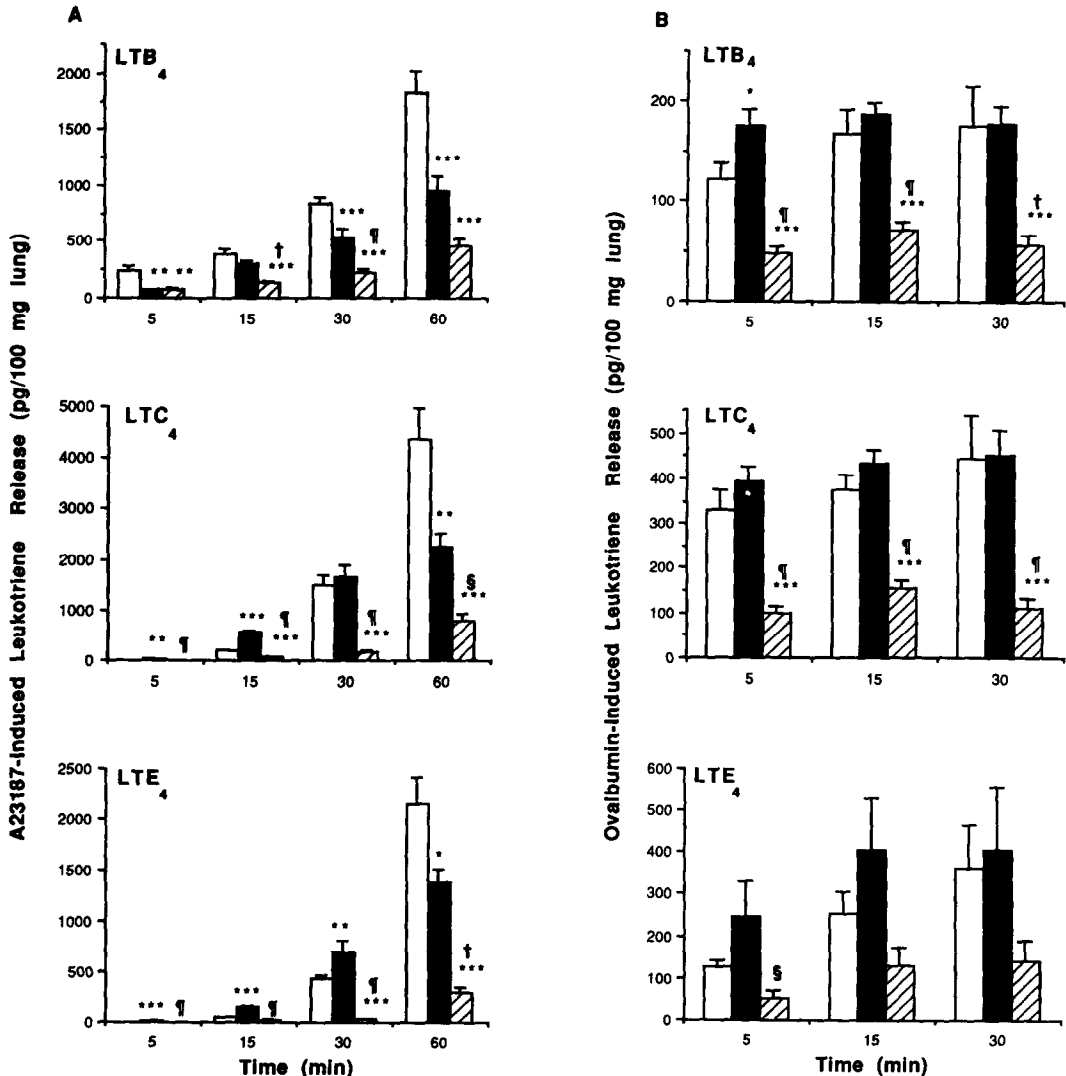 A
A23187-Induced Leukotriene Release (pg/100 mg lung)
LTB4
2000
1500
1000
500
0
** **
† ***
*** ¶ ***
*** ***
5 15 30 60
LTC4
5000
4000
3000
2000
1000
0
** ¶
*** ¶ ***
¶ ***
** § ***
5 15 30 60
LTE4
2500
2000
1500
1000
500
0
*** ¶
*** ¶
** ¶ ***
* † ***
5 15 30 60
Time (min)
B
Ovalbumin-Induced Leukotriene Release (pg/100 mg lung)
LTB4
200
100
0
* ¶ ***
¶ ***
† ***
5 15 30
LTC4
500
400
300
200
100
0
¶ ***
¶ ***
¶ ***
5 15 30
LTE4
600
500
400
300
200
100
0
§
5 15 30
Time (min)